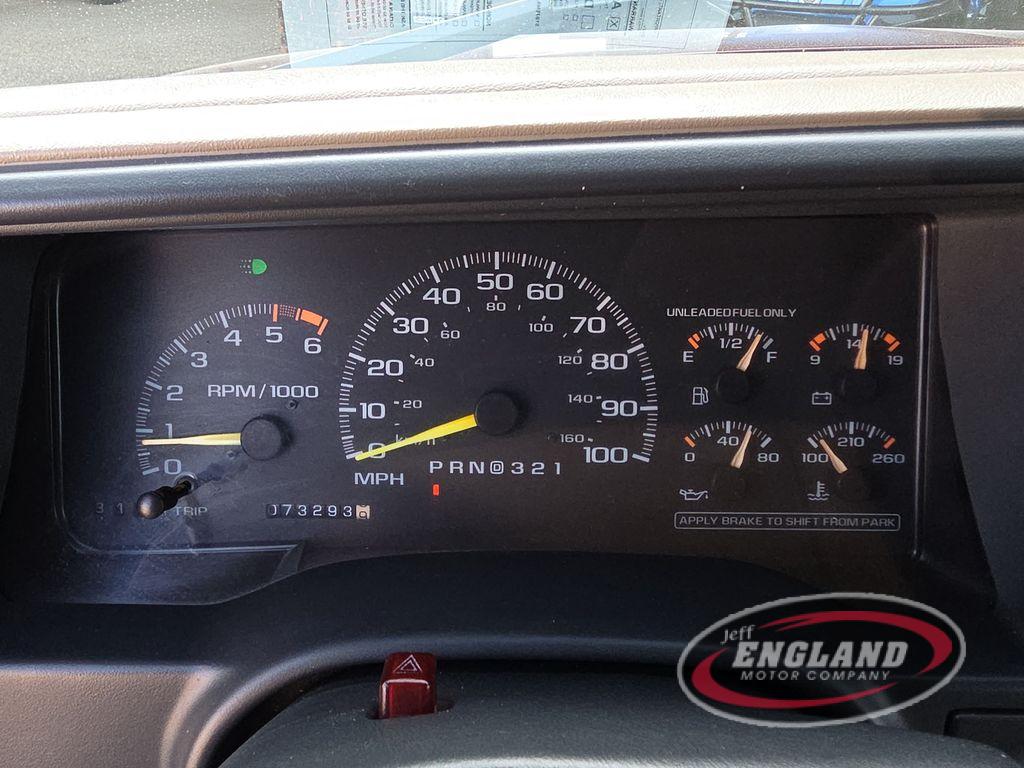 5
6
4
3
2
1
0
RPM/1000
TRIP
073293
50
40
60
30
70
20
80
10
90
0
100
80
60
100
40
120
20
140
km/h
160
MPH
PRND321
UNLEADED FUEL ONLY
E 1/2 F
9 14 19
0 40 80
100 210 260
APPLY BRAKE TO SHIFT FROM PARK
Jeff
ENGLAND
MOTOR COMPANY